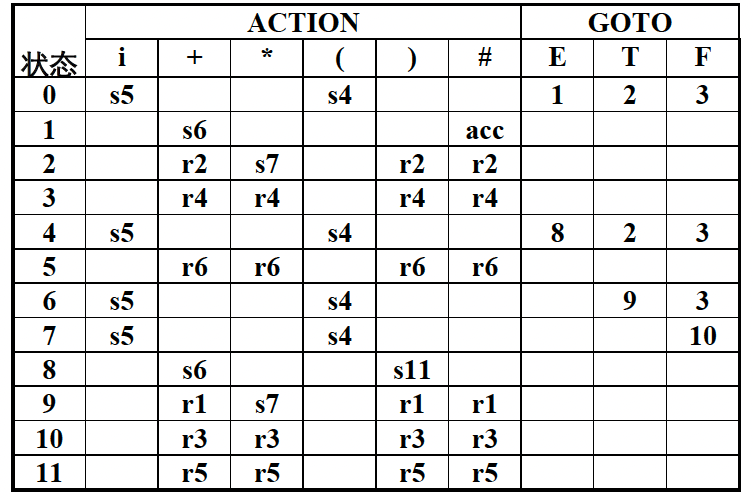 ACTION GOTO
状态 i + * ( ) # E T F
0 s5 s4 1 2 3
1 s6 acc
2 r2 s7 r2 r2
3 r4 r4 r4 r4
4 s5 s4 8 2 3
5 r6 r6 r6 r6
6 s5 s4 9 3
7 s5 s4 10
8 s6 s11
9 r1 s7 r1 r1
10 r3 r3 r3 r3
11 r5 r5 r5 r5